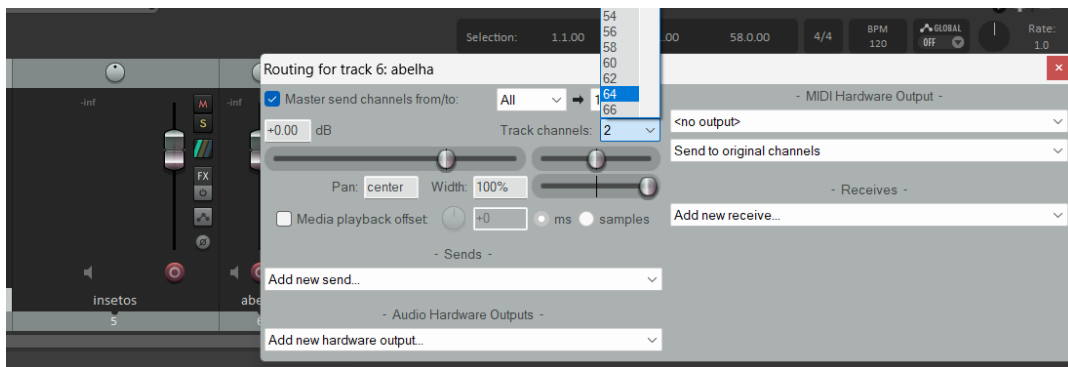 54
56
58
60
62
64
66
Selection: 1.1.00 .00 58.0.00 4/4 BPM 120 GLOBAL OFF Rate: 1.0
Routing for track 6: abelha
-inf M -inf
S
FX
insetos abe
5
Master send channels from/to: All 1
+0.00 dB Track channels: 2
Pan: center Width: 100%
Media playback offset: +0 ms samples
- Sends -
Add new send...
- Audio Hardware Outputs -
Add new hardware output...
- MIDI Hardware Output -
<no output>
Send to original channels
- Receives -
Add new receive...